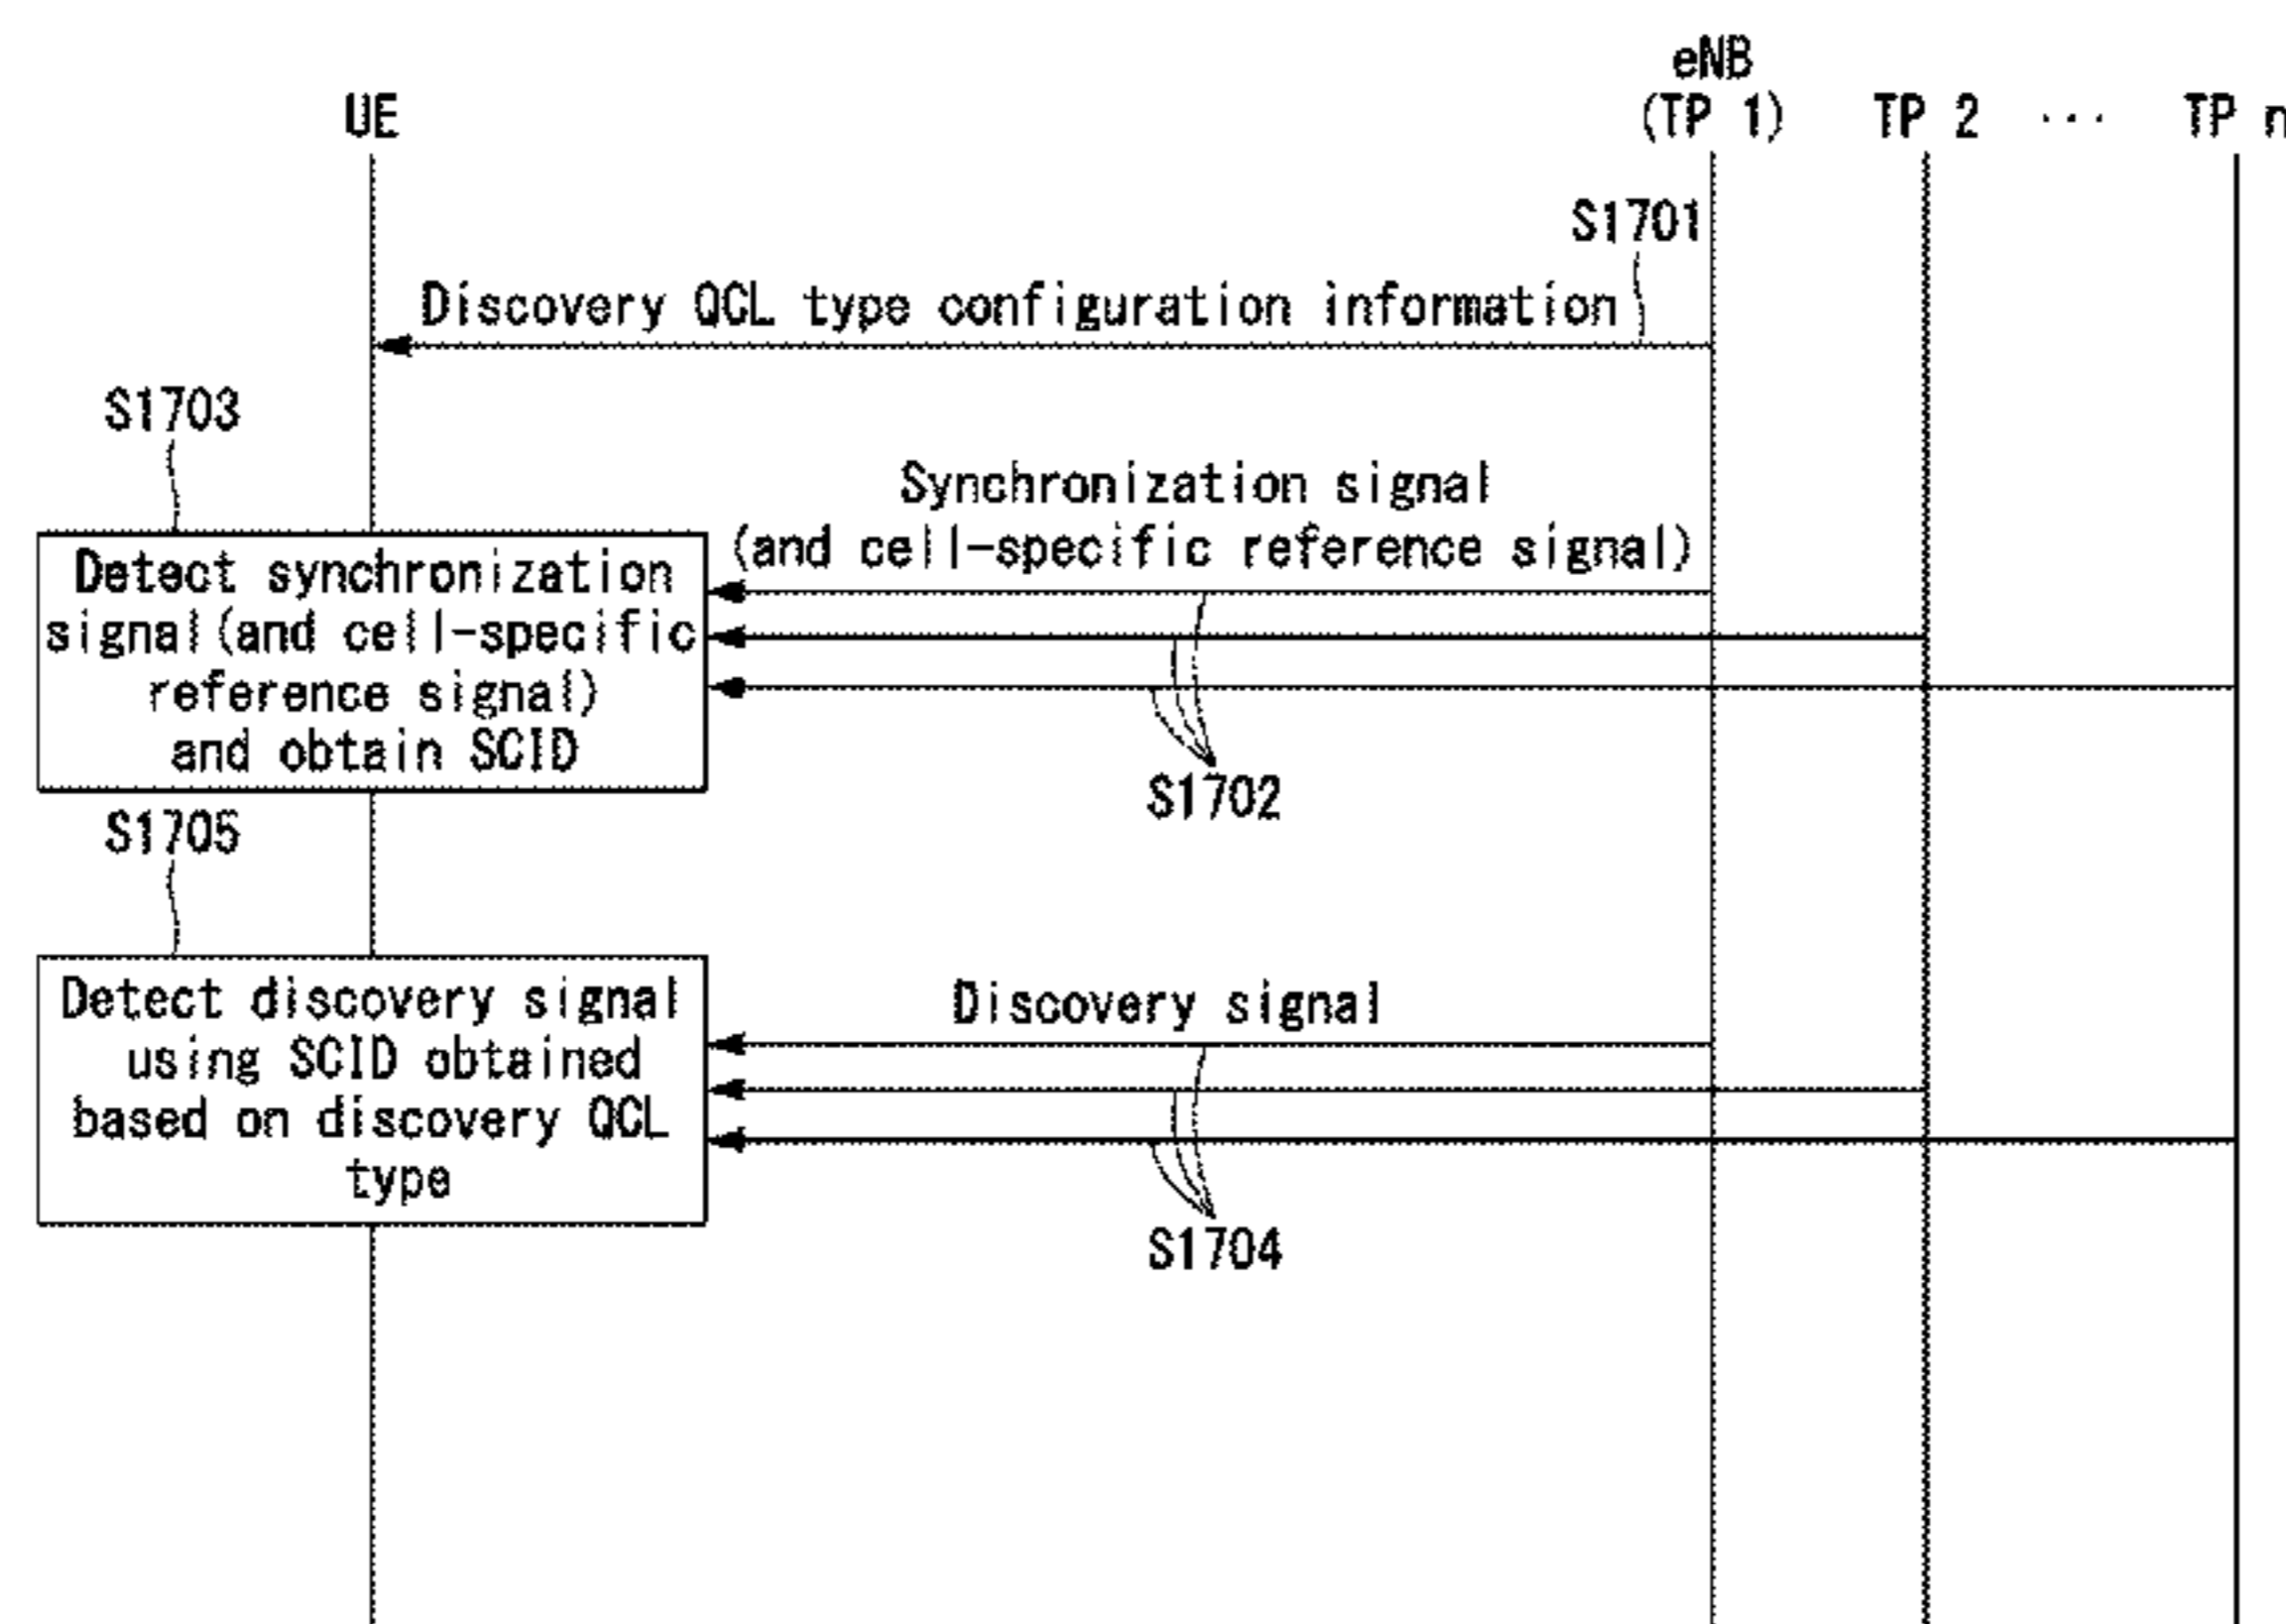 eNB
UE
(TP 1)
TP 2
...
TP n
S1701
Discovery QCL type configuration information
S1703
Synchronization signal
(and cell-specific reference signal)
Detect synchronization
signal(and cell-specific
reference signal)
and obtain SCID
S1702
S1705
Detect discovery signal
using SCID obtained
based on discovery QCL
type
Discovery signal
S1704